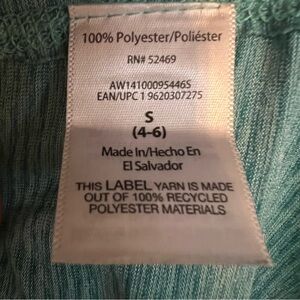 100% Polyester/Poliéster
RN# 52469
AW14100095446S
EAN/UPC 1 9620307275
S
(4-6)
Made In/Hecho En
El Salvador
THIS LABEL YARN IS MADE
OUT OF 100% RECYCLED
POLYESTER MATERIALS